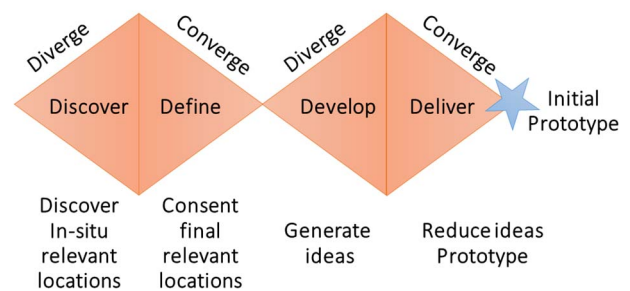 Diverge
Converge
Diverge
Converge
Discover
Define
Develop
Deliver
Initial
Prototype
Discover
In-situ
relevant
locations
Consent
final
relevant
locations
Generate
ideas
Reduce ideas
Prototype